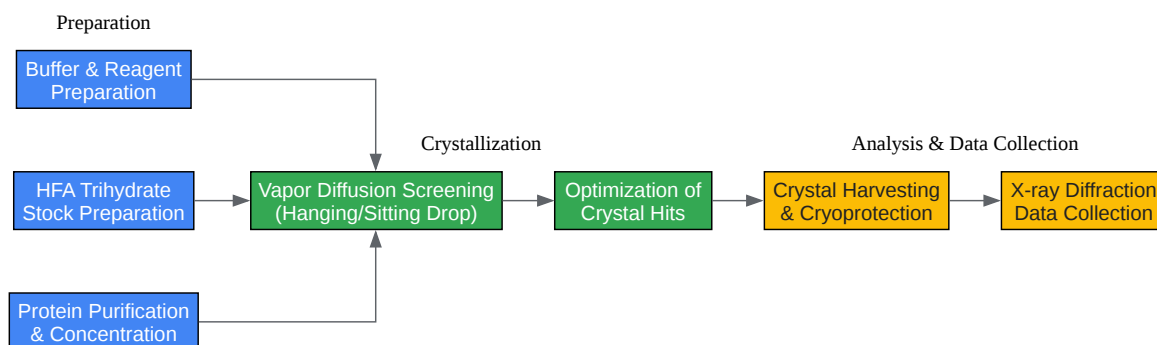 Preparation
Buffer & Reagent
Preparation
Crystallization
Analysis & Data Collection
HFA Trihydrate
Stock Preparation
Vapor Diffusion Screening
(Hanging/Sitting Drop)
Optimization of
Crystal Hits
Crystal Harvesting
& Cryoprotection
X-ray Diffraction
Data Collection
Protein Purification
& Concentration